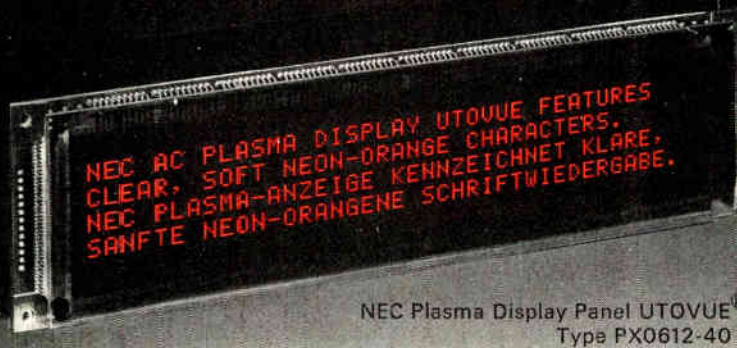 NEC AC PLASMA DISPLAY UTOVUE FEATURES
CLEAR, SOFT NEON-ORANGE CHARACTERS.
NEC PLASMA-ANZEIGE KENNZEICHNET KLARE,
SANFTE NEON-ORANGENE SCHRIFTWIEDERGABE.
NEC Plasma Display Panel UTOVUE®
Type PX0612-40